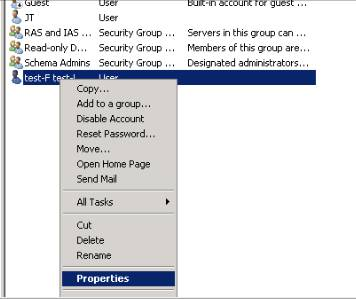 Guest User Built-in account for guest ...
JT User
RAS and IAS ... Security Group ... Servers in this group can ...
Read-only D... Security Group ... Members of this group are...
Schema Admins Security Group ... Designated administrators...
test-F test-L User
Copy...
Add to a group...
Disable Account
Reset Password...
Move...
Open Home Page
Send Mail
All Tasks
Cut
Delete
Rename
Properties